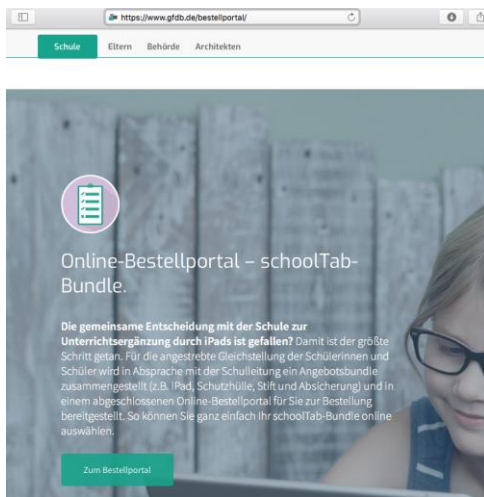 https://www.gfdb.de/bestellportal/
Schule Eltern Behörde Architekten
Online-Bestellportal – schoolTab-
Bundle.
Die gemeinsame Entscheidung mit der Schule zur
Unterrichtsergänzung durch iPads ist gefallen? Damit ist der größte
Schritt getan. Für die angestrebte Gleichstellung der Schülerinnen und
Schüler wird in Absprache mit der Schulleitung ein Angebotsbundle
zusammengestellt (z.B. iPad, Schutzhülle, Stift und Absicherung) und in
einem abgeschlossenen Online-Bestellportal für Sie zur Bestellung
bereitgestellt. So können Sie ganz einfach Ihr schoolTab-Bundle online
auswählen.
Zum Bestellportal